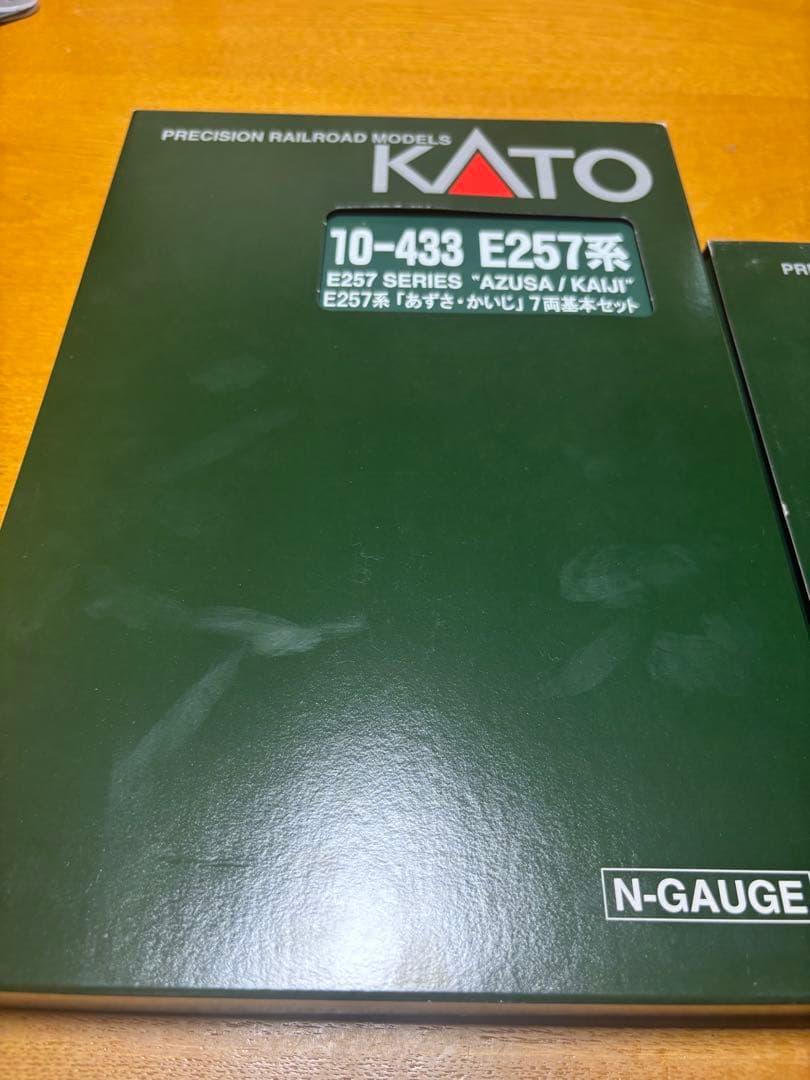 PRECISION RAILROAD MODELS
KATO
10-433 E257系
E257 SERIES "AZUSA / KAIJI"
E257系「あずさ・かいじ」7両基本セット
N-GAUGE